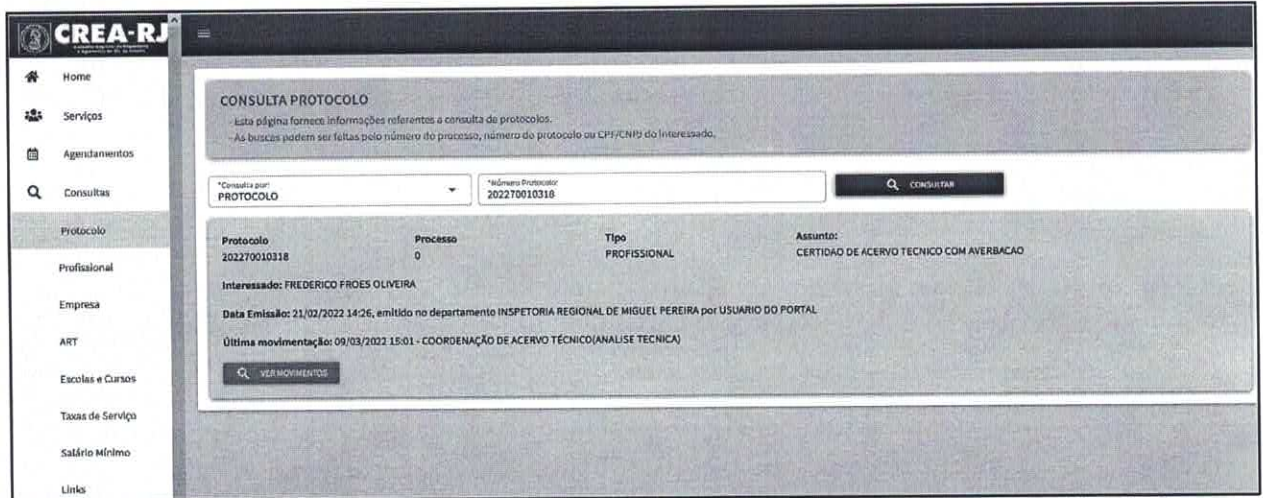 CREA-RJ
Home
Serviços
Agendamentos
Consultas
Protocolo
Profissional
Empresa
ART
Escolas e Cursos
Taxas de Serviço
Salário Mínimo
Links
CONSULTA PROTOCOLO
- Esta página fornece informações referentes a consulta de protocolos.
- As buscas podem ser feitas pelo número do processo, número do protocolo ou CPF/CNPJ do Interessado.
*Consulta por:
PROTOCOLO
*Número Protocolo:
202270010318
CONSULTAR
Protocolo Processo Tipo Assunto:
202270010318 0 PROFISSIONAL CERTIDAO DE ACERVO TECNICO COM AVERBACAO
Interessado: FREDERICO FROES OLIVEIRA
Data Emissão: 21/02/2022 14:26, emitido no departamento INSPETORIA REGIONAL DE MIGUEL PEREIRA por USUARIO DO PORTAL
Última movimentação: 09/03/2022 15:01 - COORDENAÇÃO DE ACERVO TÉCNICO(ANALISE TECNICA)
VER MOVIMENTOS